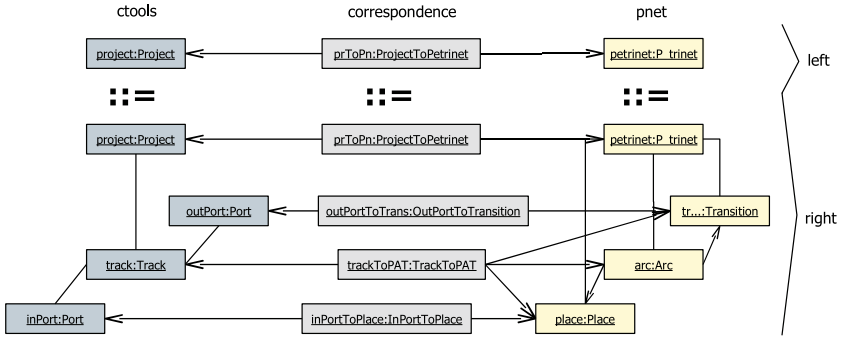 ctools correspondence pnet
project:Project prToPn:ProjectToPetrinet petrinet:P_trinet
left
::= ::= ::=
project:Project prToPn:ProjectToPetrinet petrinet:P_trinet
outPort:Port outPortToTrans:OutPortToTransition tr...:Transition
right
track:Track trackToPAT:TrackToPAT arc:Arc
inPort:Port inPortToPlace:InPortToPlace place:Place